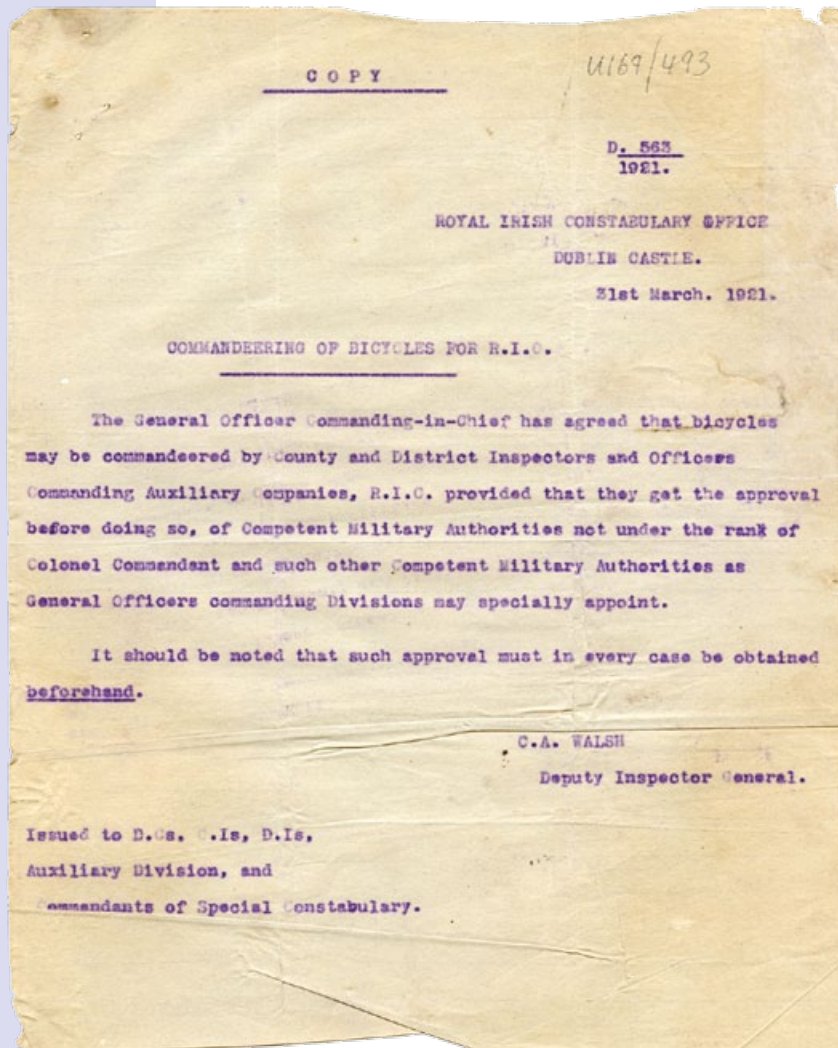 COPY
U169/493
D. 563
1921.
ROYAL IRISH CONSTABULARY OFFICE
DUBLIN CASTLE.
31st March. 1921.
COMMANDEERING OF BICYCLES FOR R.I.C.
The General Officer Commanding-in-Chief has agreed that bicycles
may be commandeered by County and District Inspectors and Officers
Commanding Auxiliary Companies, R.I.C. provided that they get the approval
before doing so, of Competent Military Authorities not under the rank of
Colonel Commandant and such other Competent Military Authorities as
General Officers commanding Divisions may specially appoint.
It should be noted that such approval must in every case be obtained
beforehand.
C.A. WALSH
Deputy Inspector General.
Issued to D.Cs. C.Is, D.Is,
Auxiliary Division, and
Commandants of Special Constabulary.